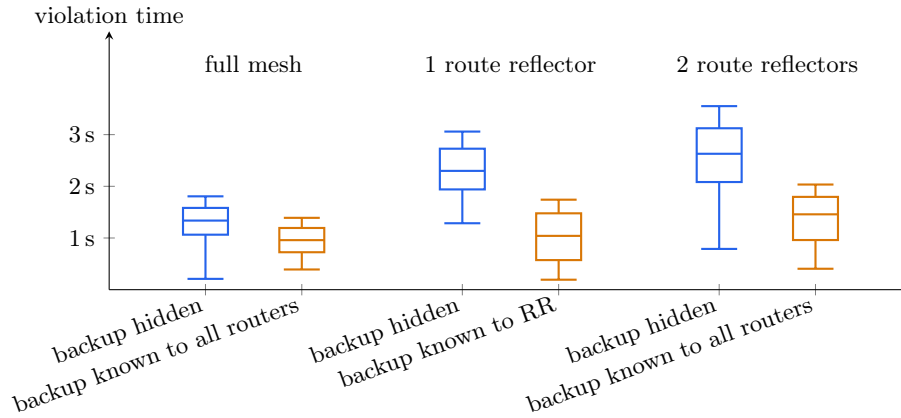 violation time
full mesh
1 route reflector
2 route reflectors
3 s
2 s
1 s
backup hidden
backup known to all routers
backup hidden
backup known to RR
backup hidden
backup known to all routers